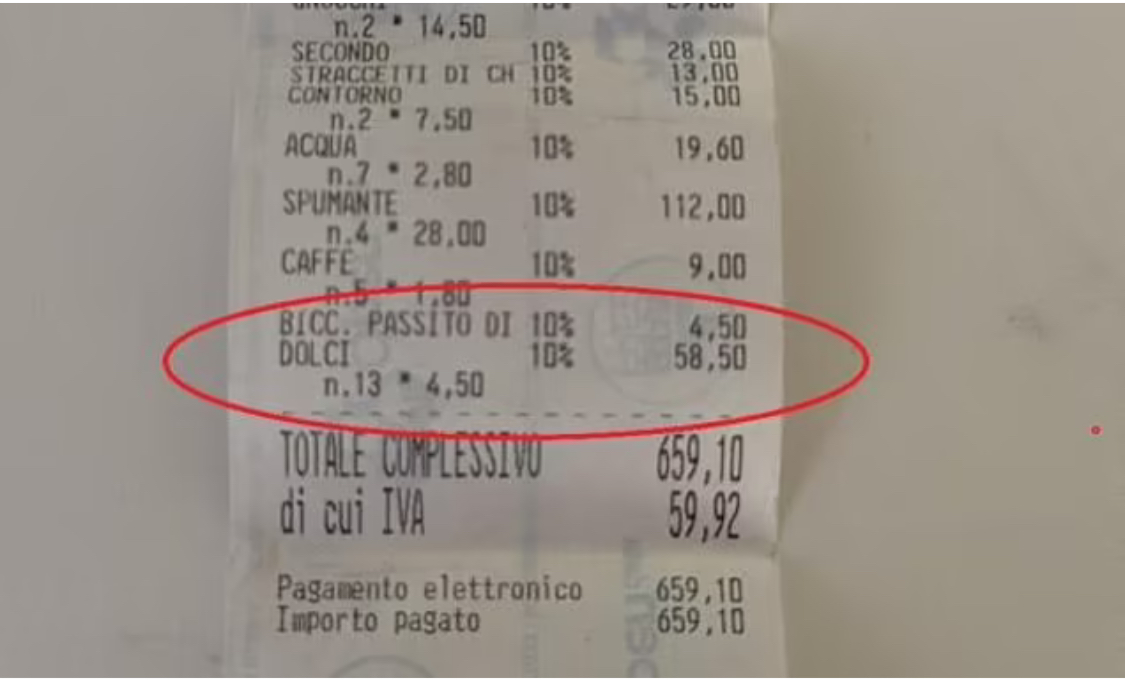 n.2 * 14,50
SECONDO 10% 28,00
STRACCETTI DI CH 10% 13,00
CONTORNO 10% 15,00
n.2 * 7,50
ACQUA 10% 19,60
n.7 * 2,80
SPUMANTE 10% 112,00
n.4 * 28,00
CAFFE 10% 9,00
n.5 * 1,80
BICC. PASSITO DI 10% 4,50
DOLCI 10% 58,50
n.13 * 4,50
TOTALE COMPLESSIVO 659,10
di cui IVA 59,92
Pagamento elettronico 659,10
Importo pagato 659,10